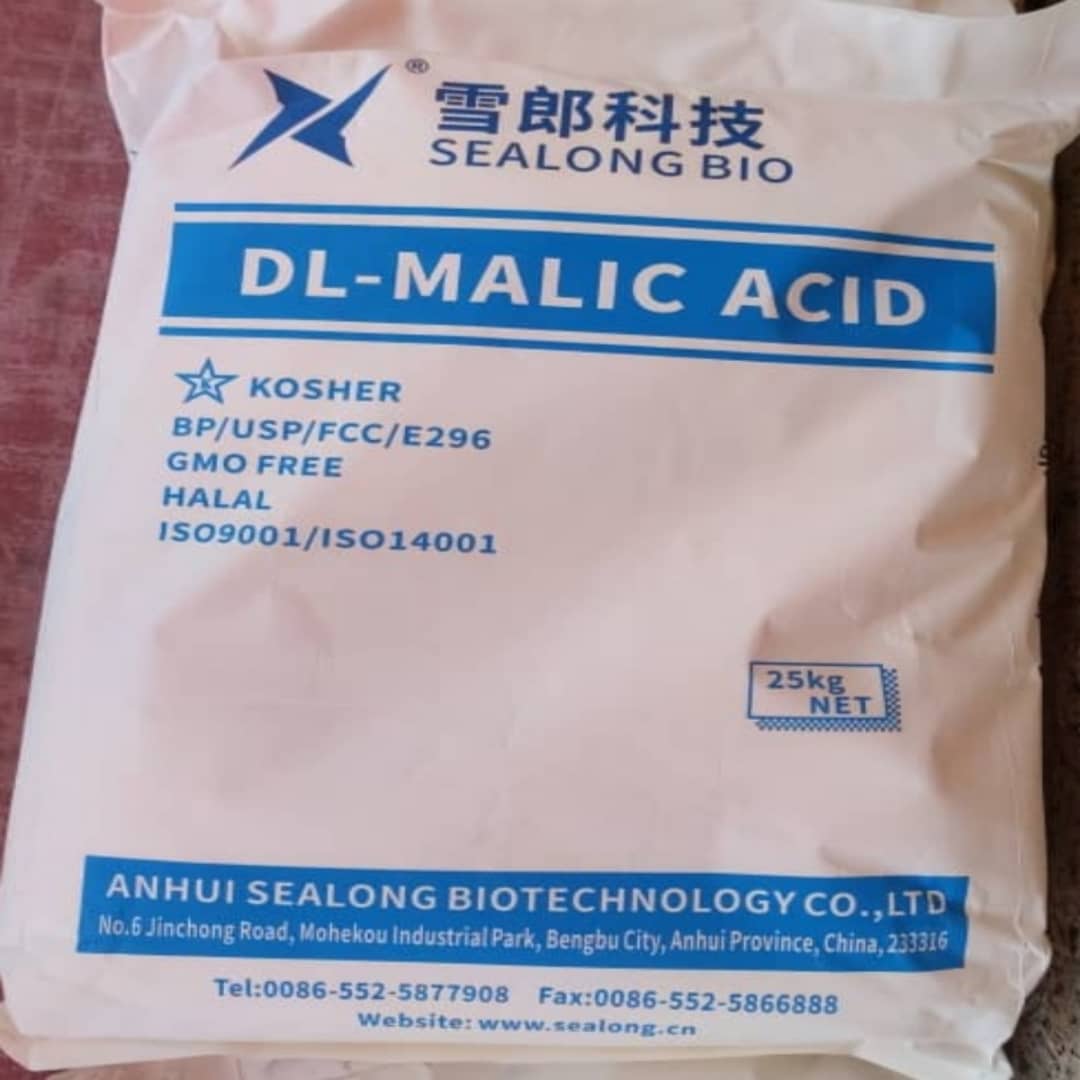 ®
雪郎科技
SEALONG BIO
DL-MALIC ACID
K KOSHER
BP/USP/FCC/E296
GMO FREE
HALAL
ISO9001/ISO14001
25kg
NET
ANHUI SEALONG BIOTECHNOLOGY CO.,LTD
No.6 Jinchong Road, Mohekou Industrial Park, Bengbu City, Anhui Province, China, 233316
Tel:0086-552-5877908 Fax:0086-552-5866888
Website: www.sealong.cn